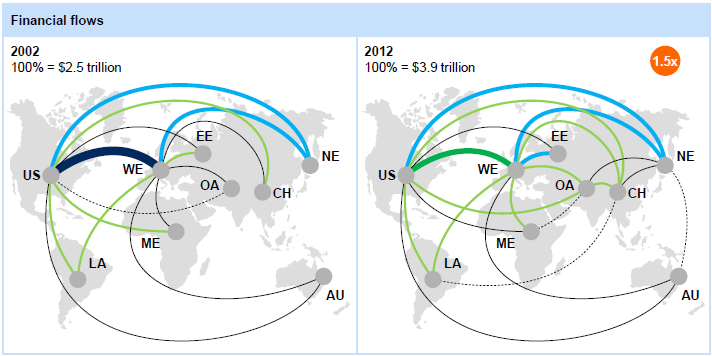 Financial flows
2002
100% = $2.5 trillion
EE
NE
US
WE
OA
CH
ME
LA
AU
2012
100% = $3.9 trillion
1.5x
EE
NE
US
WE
OA
CH
ME
LA
AU